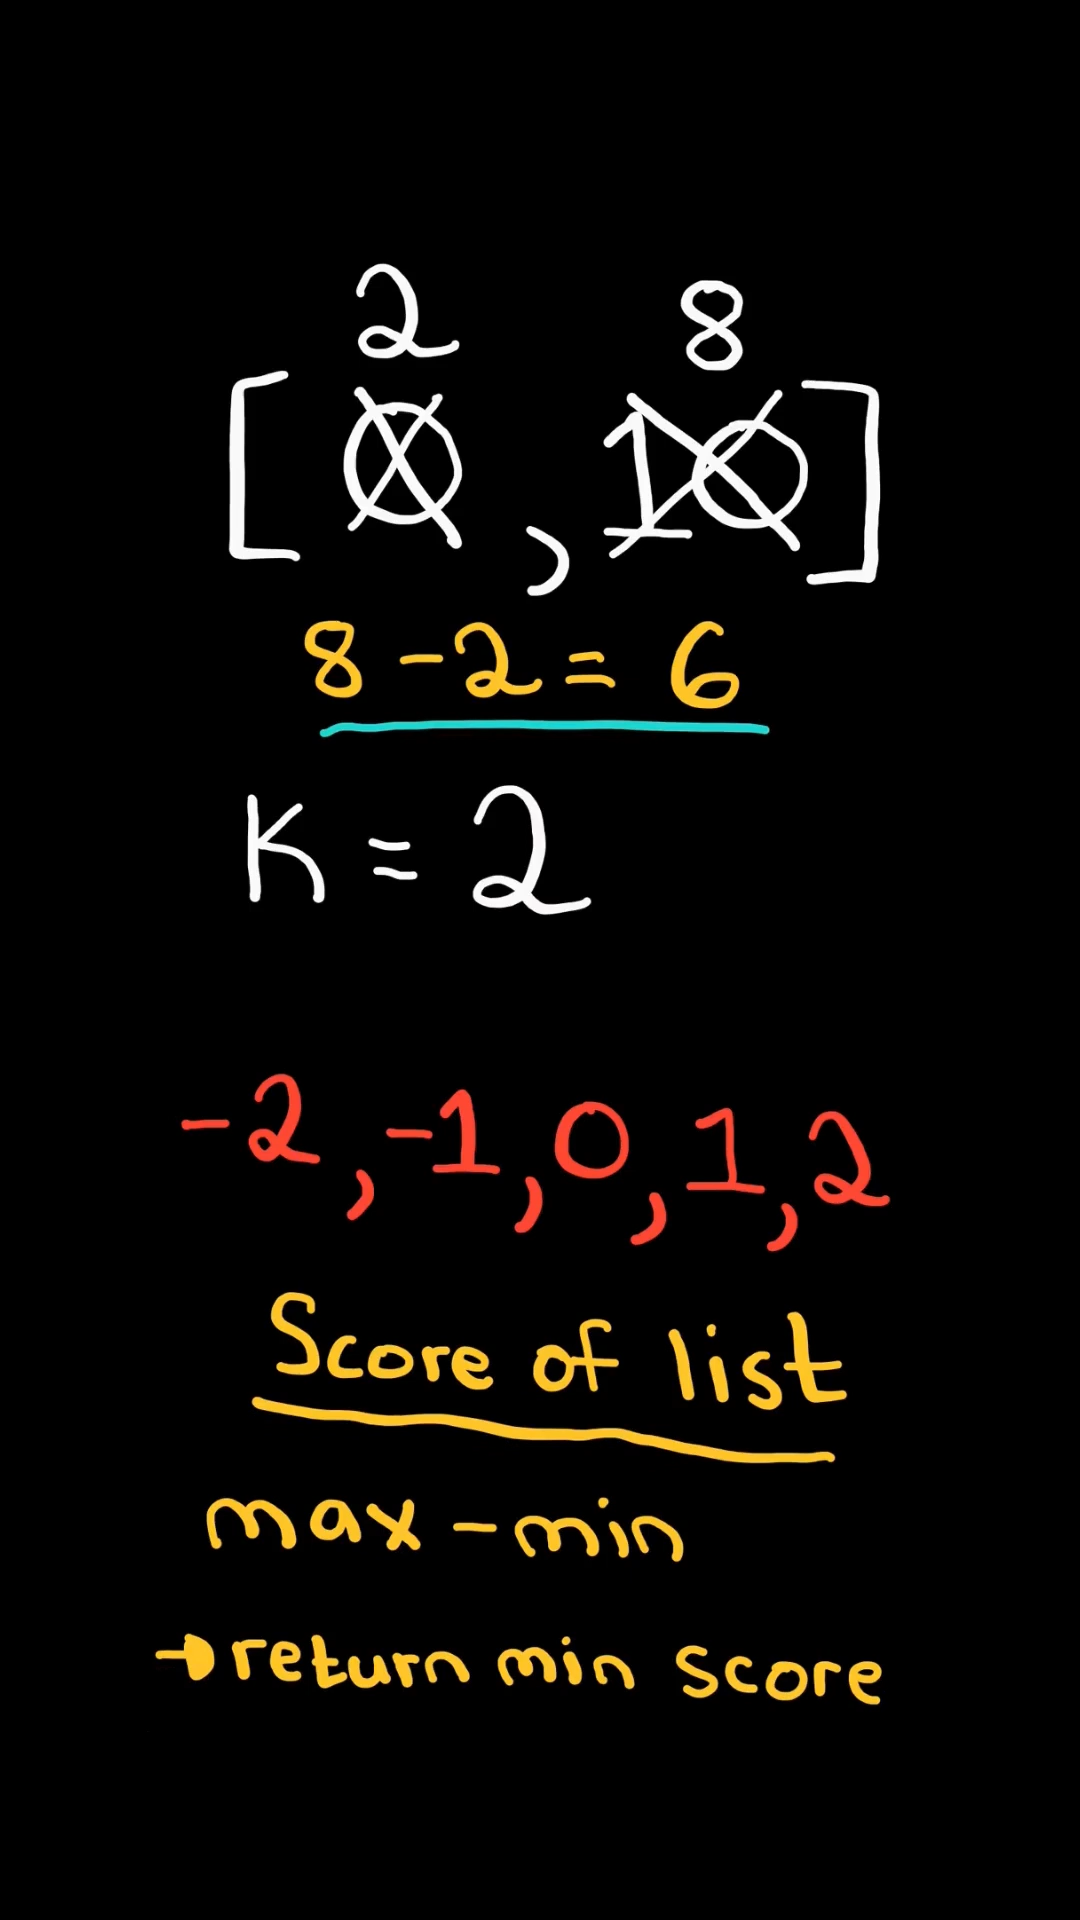 2 8
[0, 10]
8 - 2 = 6
K = 2
-2, -1, 0, 1, 2
Score of list
max - min
→ return min score